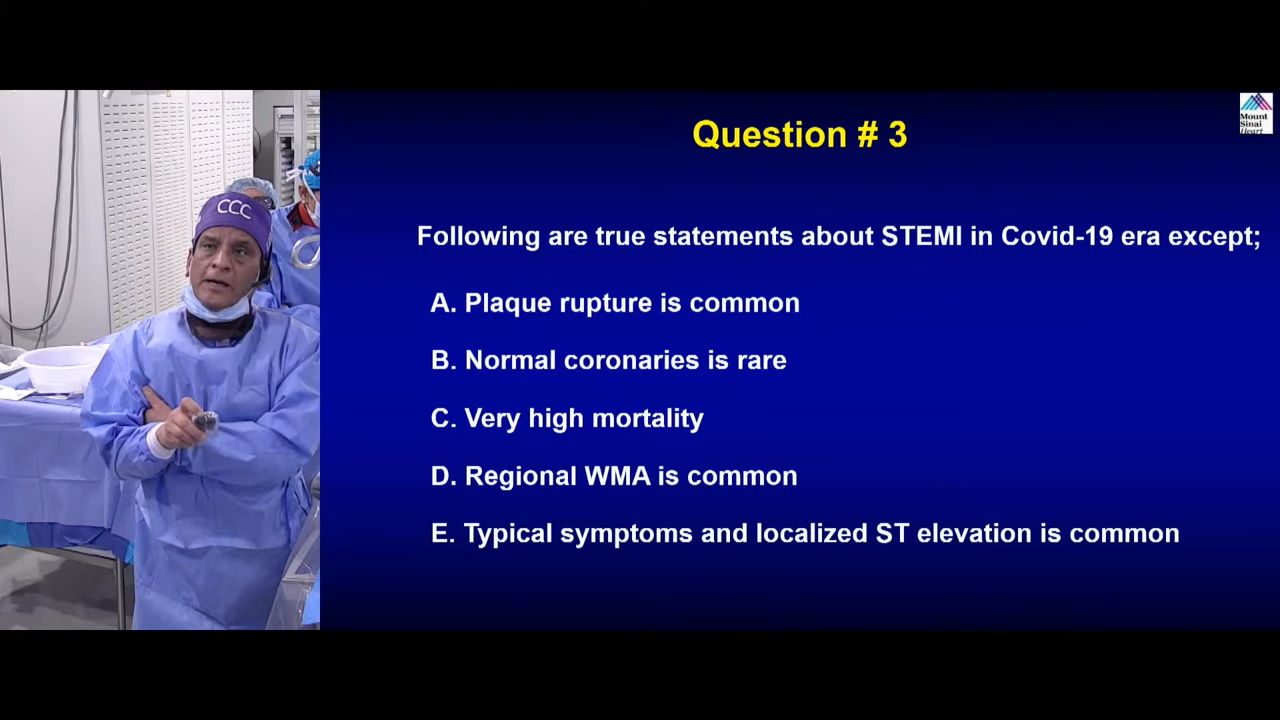 CCC
Mount
Sinai
Heart
Question # 3
Following are true statements about STEMI in Covid-19 era except;
A. Plaque rupture is common
B. Normal coronaries is rare
C. Very high mortality
D. Regional WMA is common
E. Typical symptoms and localized ST elevation is common